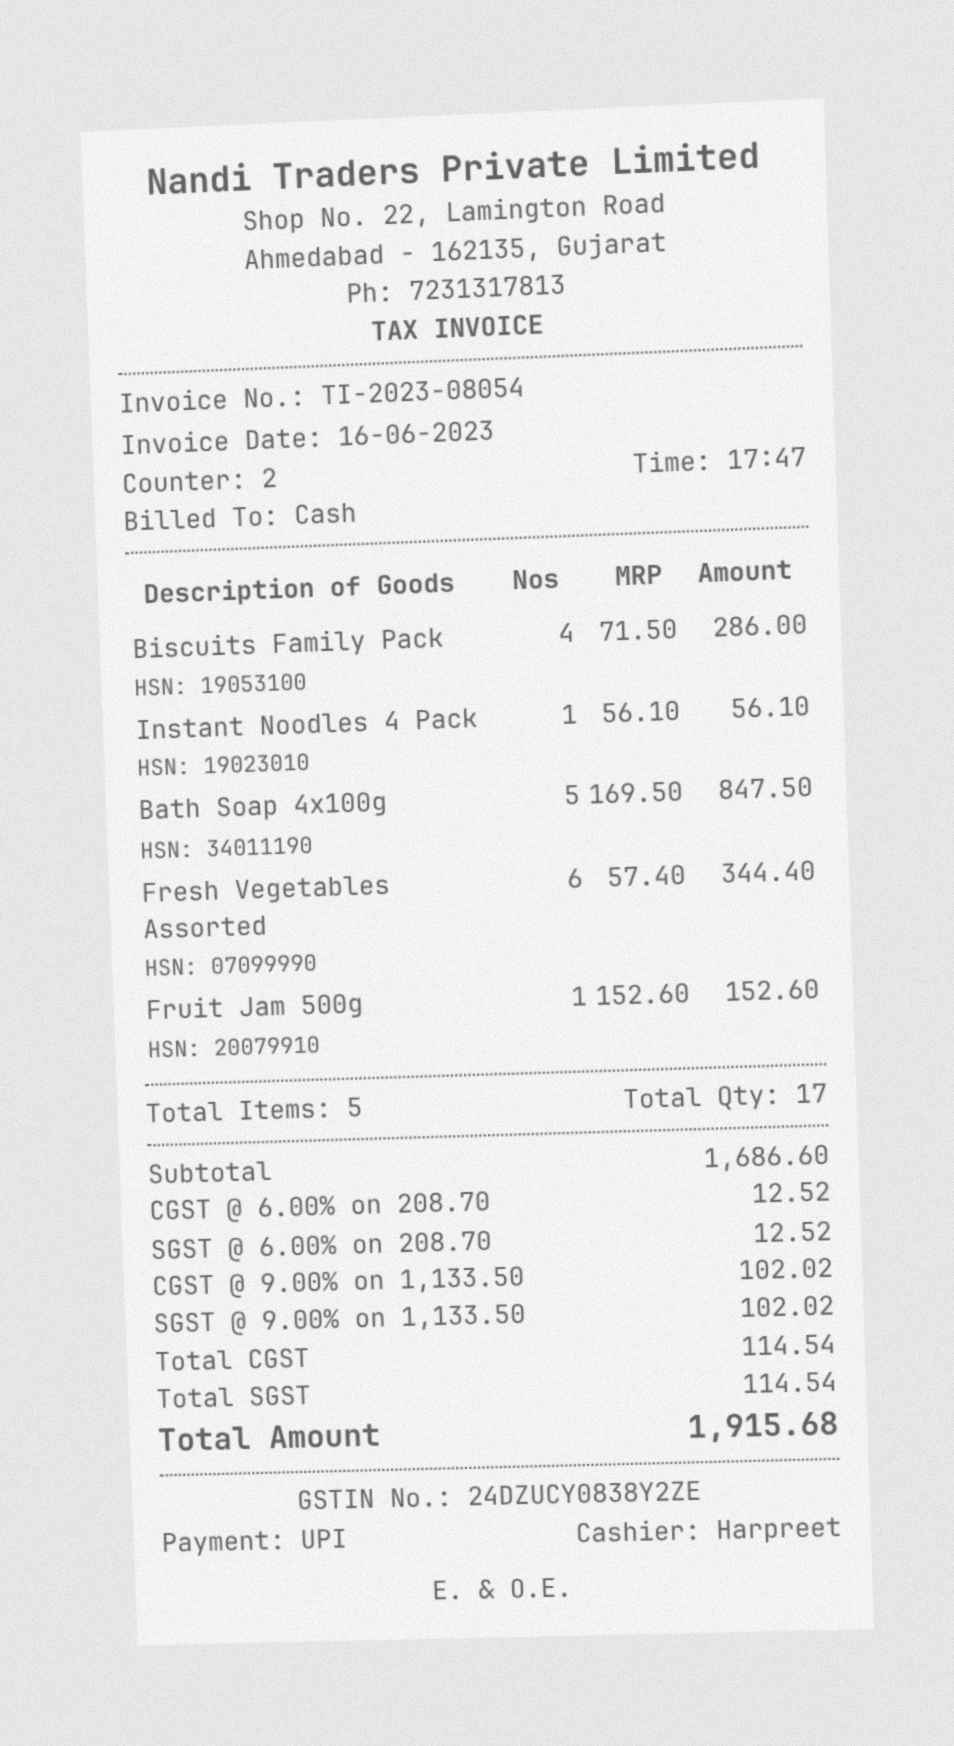 Nandi Traders Private Limited
Shop No. 22, Lamington Road
Ahmedabad - 162135, Gujarat
Ph: 7231317813
TAX INVOICE
Invoice No.: TI-2023-08054
Invoice Date: 16-06-2023
Counter: 2 Time: 17:47
Billed To: Cash
Description of Goods Nos MRP Amount
Biscuits Family Pack 4 71.50 286.00
HSN: 19053100
Instant Noodles 4 Pack 1 56.10 56.10
HSN: 19023010
Bath Soap 4x100g 5 169.50 847.50
HSN: 34011190
Fresh Vegetables 6 57.40 344.40
Assorted
HSN: 07099990
Fruit Jam 500g 1 152.60 152.60
HSN: 20079910
Total Items: 5 Total Qty: 17
Subtotal 1,686.60
CGST @ 6.00% on 208.70 12.52
SGST @ 6.00% on 208.70 12.52
CGST @ 9.00% on 1,133.50 102.02
SGST @ 9.00% on 1,133.50 102.02
Total CGST 114.54
Total SGST 114.54
Total Amount 1,915.68
GSTIN No.: 24DZUCY0838Y2ZE
Payment: UPI Cashier: Harpreet
E. & O.E.